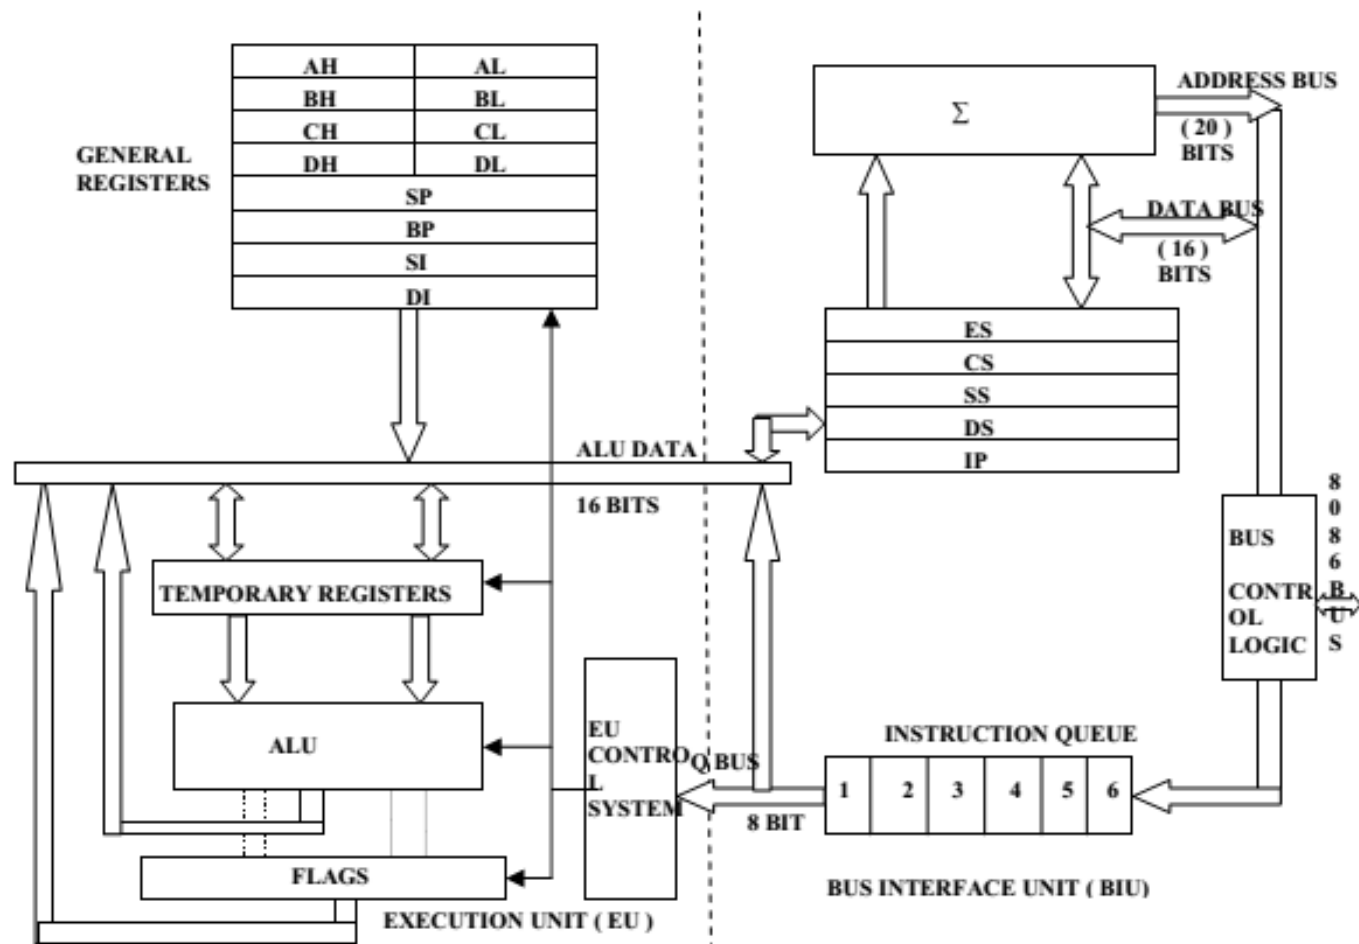 AH AL
BH BL
CH CL
DH DL
SP
BP
SI
DI
GENERAL
REGISTERS
ALU DATA
16 BITS
TEMPORARY REGISTERS
ALU
FLAGS
EU
CONTRO
L
SYSTEM
EXECUTION UNIT ( EU )
Σ
ADDRESS BUS
( 20 )
BITS
DATA BUS
( 16 )
BITS
ES
CS
SS
DS
IP
BUS
CONTR
OL
LOGIC
8
0
8
6
B
U
S
Q BUS
8 BIT
INSTRUCTION QUEUE
1 2 3 4 5 6
BUS INTERFACE UNIT ( BIU)